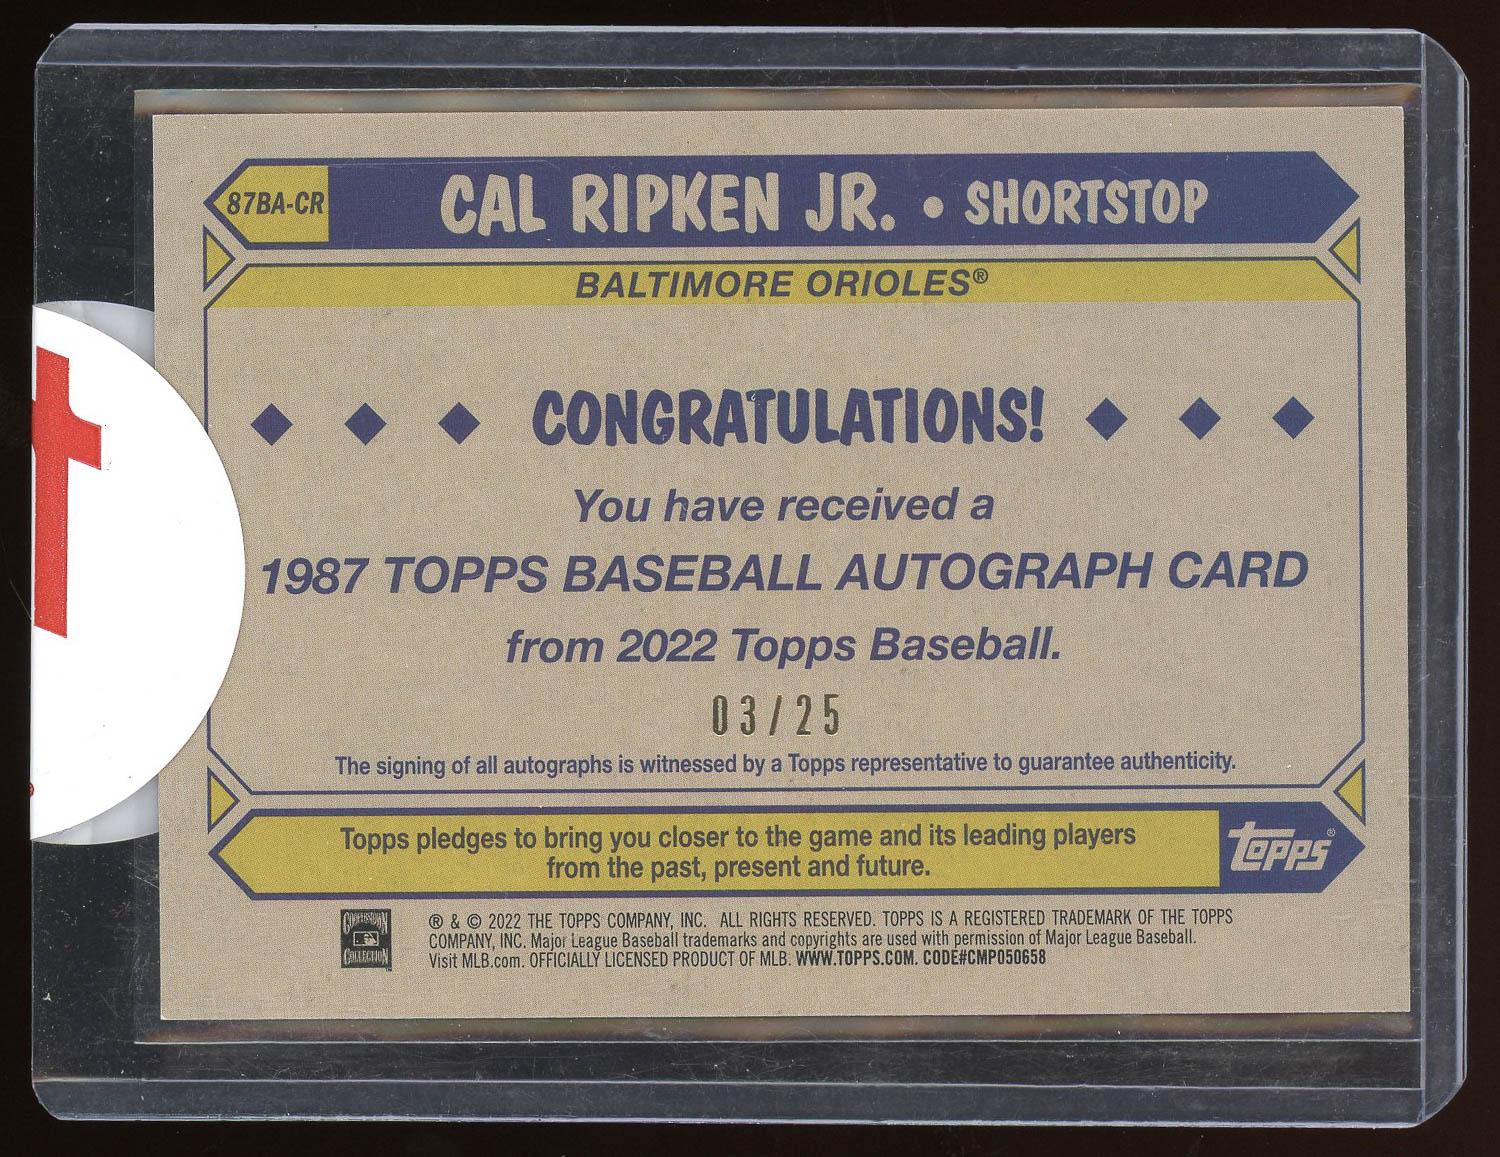 87BA-CR
CAL RIPKEN JR. • SHORTSTOP
BALTIMORE ORIOLES®
CONGRATULATIONS!
You have received a
1987 TOPPS BASEBALL AUTOGRAPH CARD
from 2022 Topps Baseball.
03/25
The signing of all autographs is witnessed by a Topps representative to guarantee authenticity.
Topps pledges to bring you closer to the game and its leading players
from the past, present and future.
topps®
COOPERSTOWN
COLLECTION
® & © 2022 THE TOPPS COMPANY, INC. ALL RIGHTS RESERVED. TOPPS IS A REGISTERED TRADEMARK OF THE TOPPS
COMPANY, INC. Major League Baseball trademarks and copyrights are used with permission of Major League Baseball.
Visit MLB.com. OFFICIALLY LICENSED PRODUCT OF MLB. WWW.TOPPS.COM. CODE#CMP050658